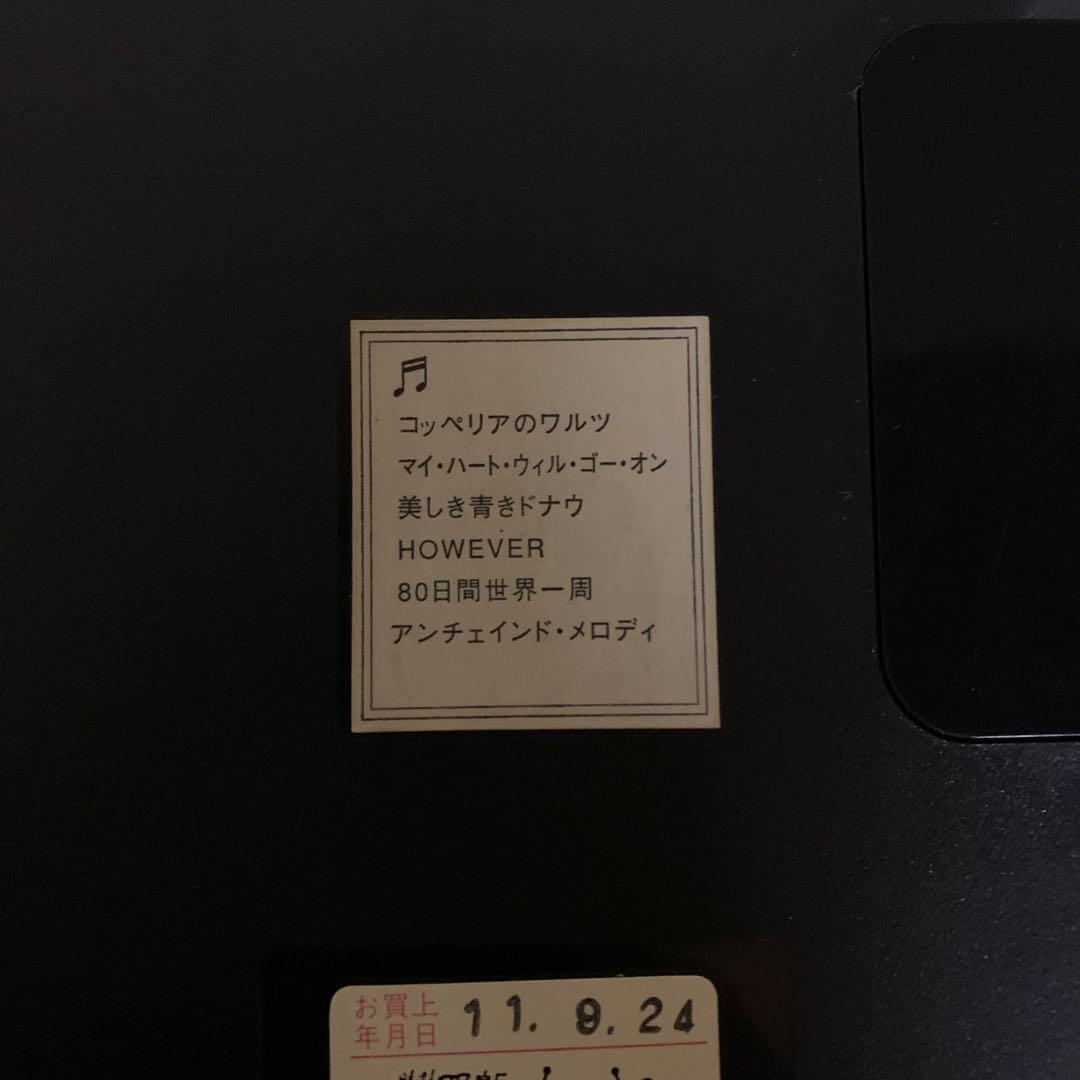 コッペリアのワルツ
マイ・ハート・ウィル・ゴー・オン
美しき青きドナウ
HOWEVER
80日間世界一周
アンチェインド・メロディ
お買上
年月日
11. 9. 24